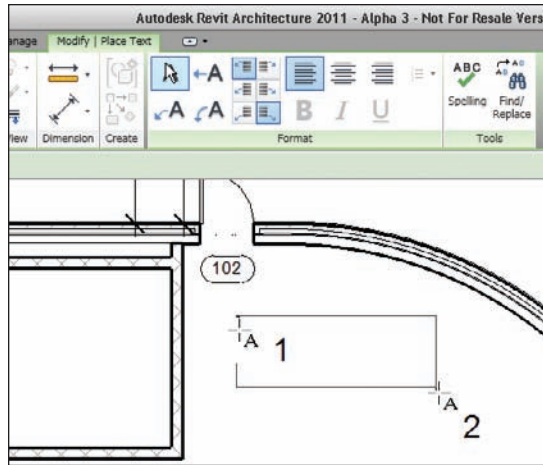 Autodesk Revit Architecture 2011 - Alpha 3 - Not For Resale Vers
anage Modify | Place Text
A
A A
B I U
ABC
Spelling Find/
Replace
View Dimension Create Format Tools
102
A 1
A
2